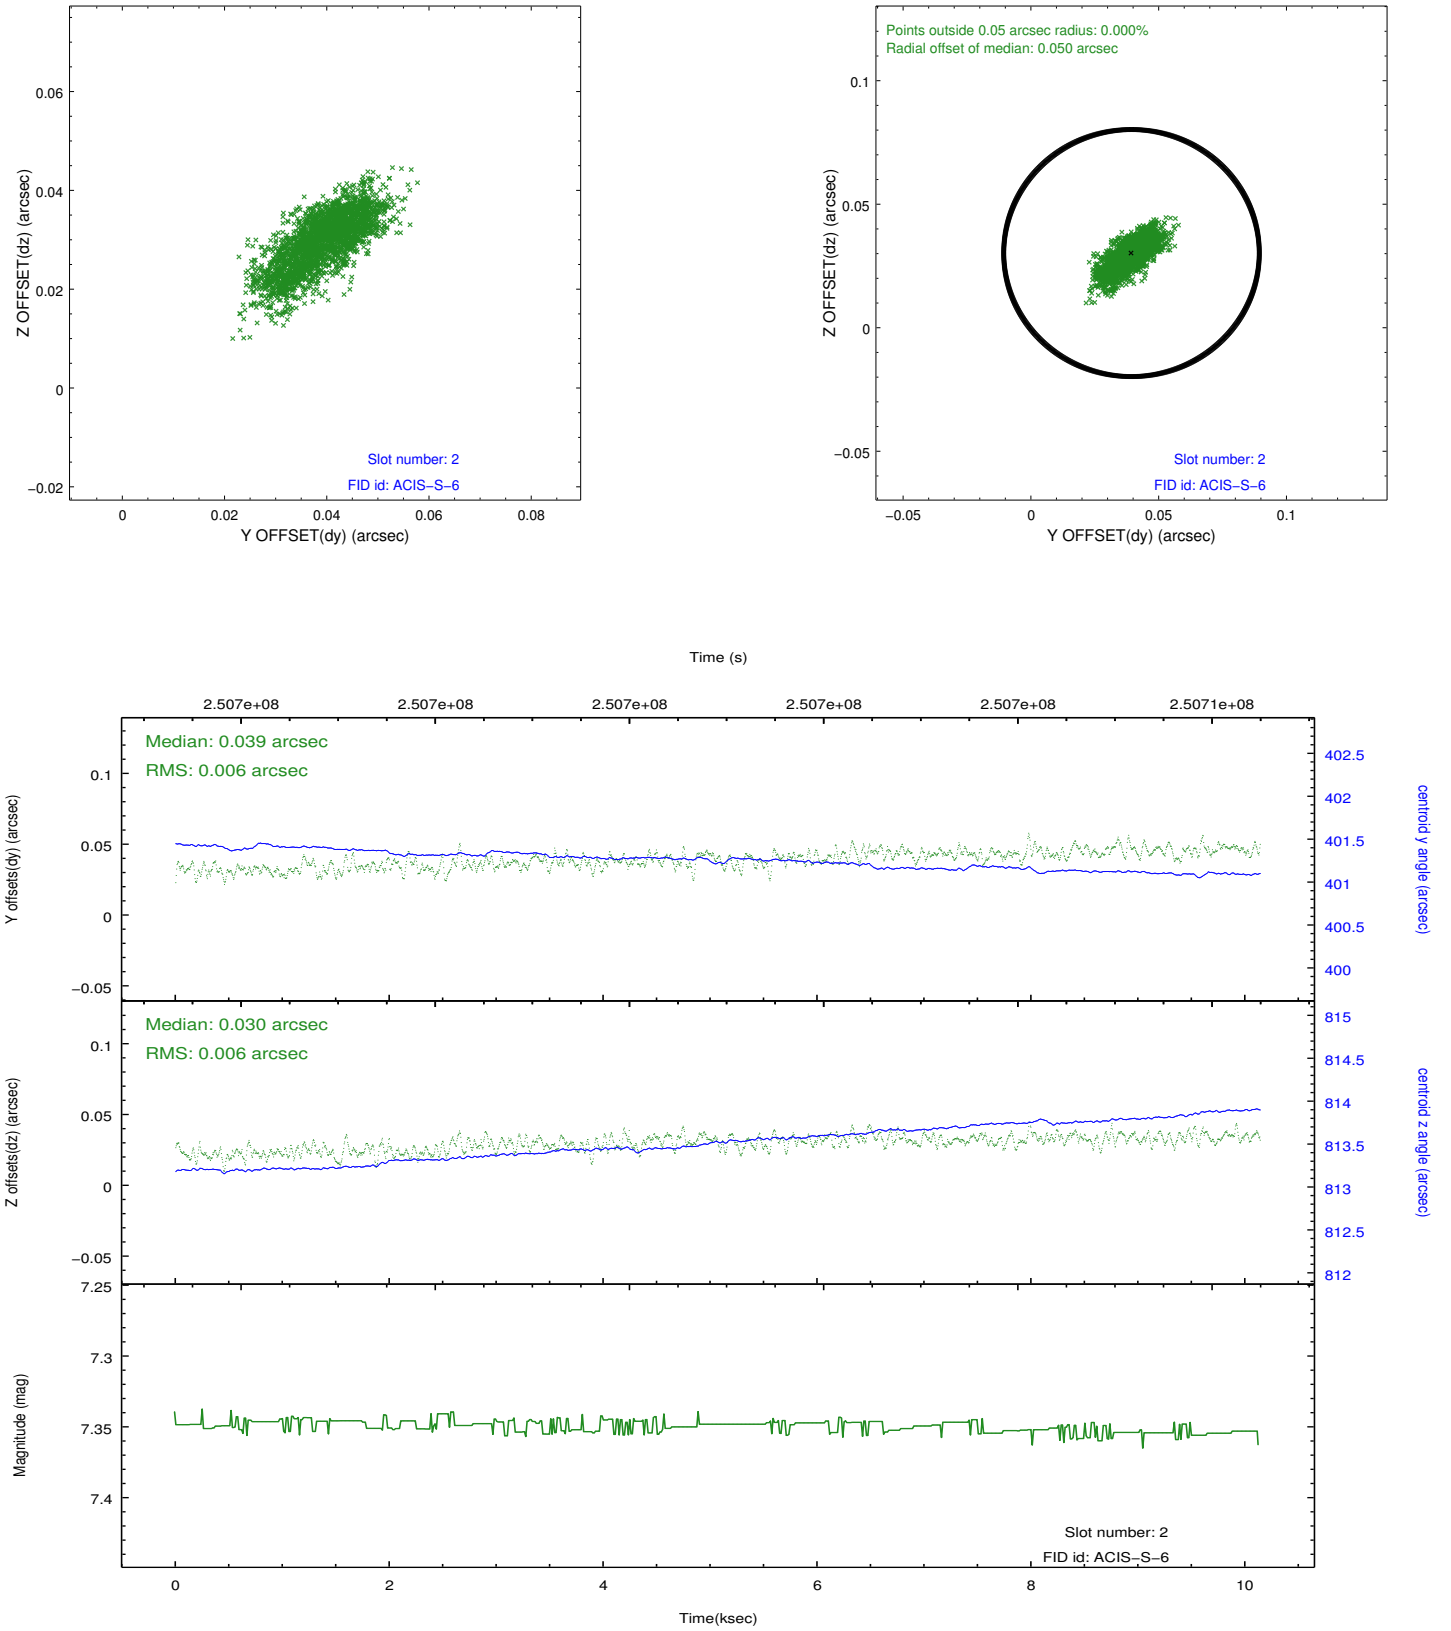 0.06
0.04
0.02
0
−0.02
Z OFFSET(dz) (arcsec)
Slot number: 2
FID id: ACIS−S−6
0 0.02 0.04 0.06 0.08
Y OFFSET(dy) (arcsec)
Points outside 0.05 arcsec radius: 0.000%
Radial offset of median: 0.050 arcsec
0.1
0.05
0
−0.05
Z OFFSET(dz) (arcsec)
Slot number: 2
FID id: ACIS−S−6
−0.05 0 0.05 0.1
Y OFFSET(dy) (arcsec)
Time (s)
2.507e+08 2.507e+08 2.507e+08 2.507e+08 2.507e+08 2.5071e+08
Median: 0.039 arcsec
RMS: 0.006 arcsec
0.1
0.05
0
−0.05
Y offsets(dy) (arcsec)
402.5
402
401.5
401
400.5
400
centroid y angle (arcsec)
Median: 0.030 arcsec
RMS: 0.006 arcsec
0.1
0.05
0
−0.05
Z offsets(dz) (arcsec)
815
814.5
814
813.5
813
812.5
812
centroid z angle (arcsec)
7.25
7.3
7.35
7.4
Magnitude (mag)
Slot number: 2
FID id: ACIS−S−6
0 2 4 6 8 10
Time(ksec)